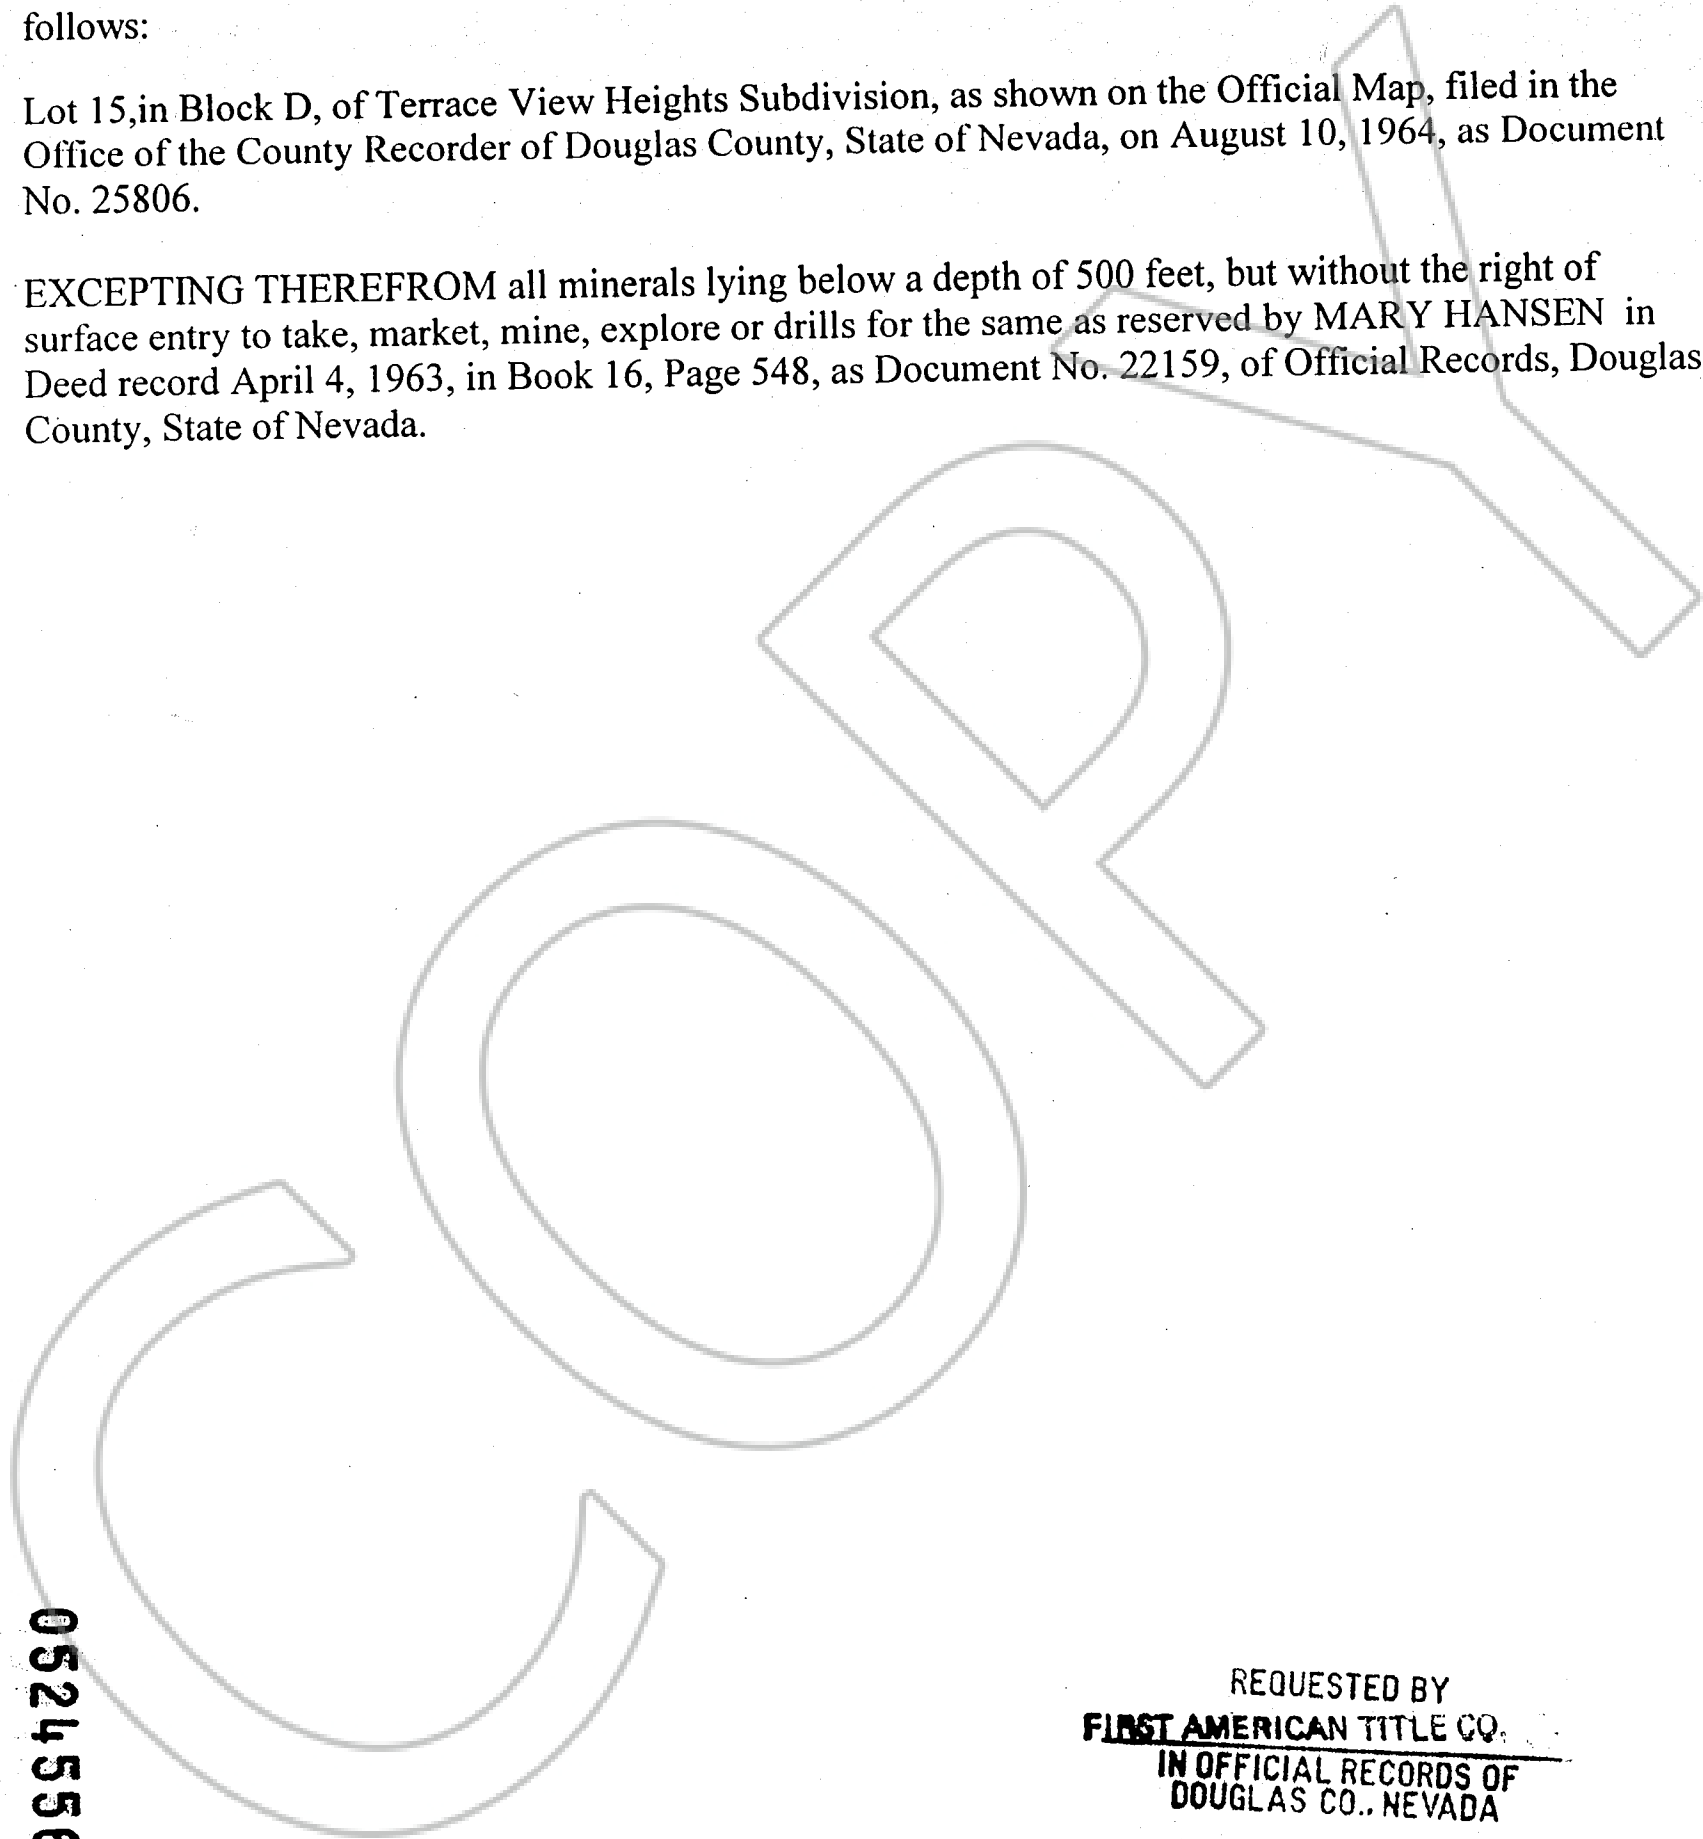 follows:
Lot 15,in Block D, of Terrace View Heights Subdivision, as shown on the Official Map, filed in the
Office of the County Recorder of Douglas County, State of Nevada, on August 10, 1964, as Document
No. 25806.
EXCEPTING THEREFROM all minerals lying below a depth of 500 feet, but without the right of
surface entry to take, market, mine, explore or drills for the same as reserved by MARY HANSEN in
Deed record April 4, 1963, in Book 16, Page 548, as Document No. 22159, of Official Records, Douglas
County, State of Nevada.
COPY
REQUESTED BY
FIRST AMERICAN TITLE CO.
IN OFFICIAL RECORDS OF
DOUGLAS CO., NEVADA